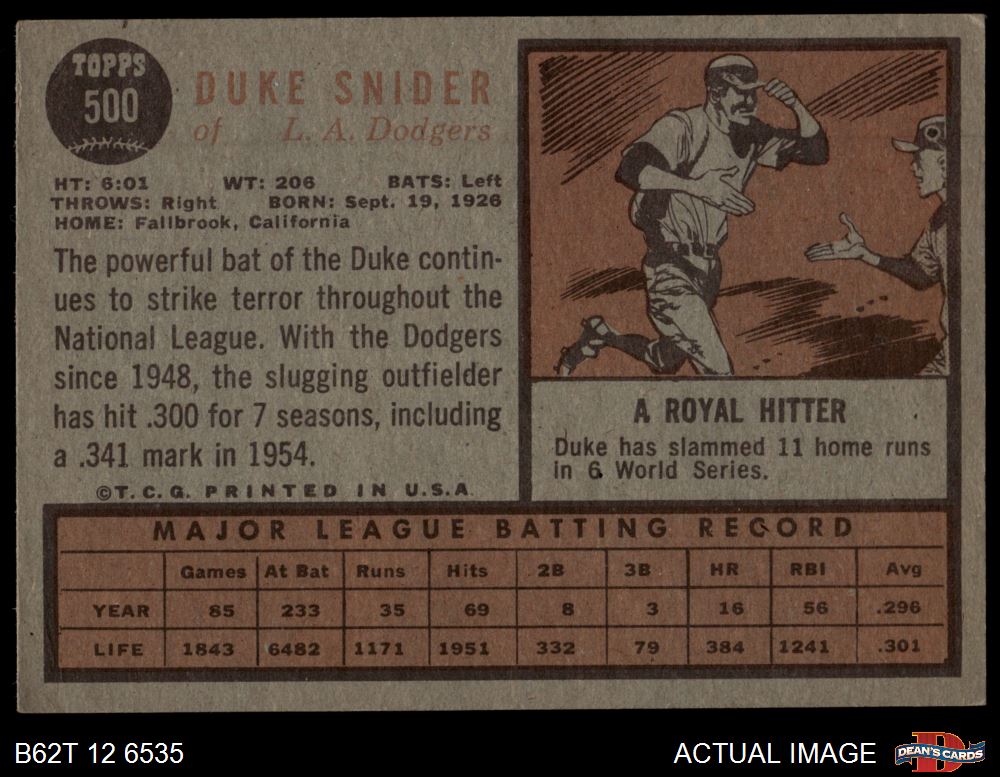 TOPPS
500
DUKE SNIDER
of L. A. Dodgers
HT: 6:01 WT: 206 BATS: Left
THROWS: Right BORN: Sept. 19, 1926
HOME: Fallbrook, California
The powerful bat of the Duke contin-
ues to strike terror throughout the
National League. With the Dodgers
since 1948, the slugging outfielder
has hit .300 for 7 seasons, including
a .341 mark in 1954.
©T. C. G. PRINTED IN U.S.A.
A ROYAL HITTER
Duke has slammed 11 home runs
in 6 World Series.
MAJOR LEAGUE BATTING RECORD
Games At Bat Runs Hits 2B 3B HR RBI Avg
YEAR 85 233 35 69 8 3 16 56 .296
LIFE 1843 6482 1171 1951 332 79 384 1241 .301
B62T 12 6535 ACTUAL IMAGE
D
DEAN'S CARDS